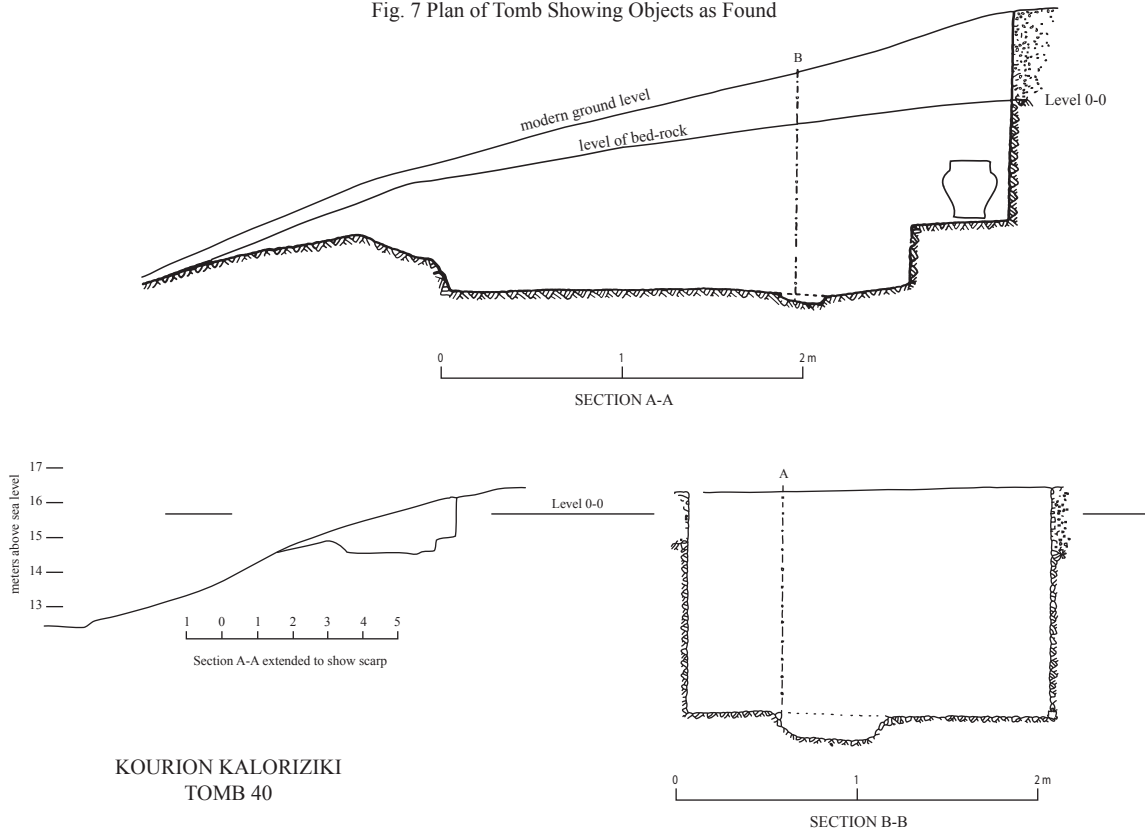 Fig. 7 Plan of Tomb Showing Objects as Found
B
modern ground level
Level 0-0
level of bed-rock
0 1 2 m
SECTION A-A
17
16
15
14
13
meters above sea level
Level 0-0
1 0 1 2 3 4 5
Section A-A extended to show scarp
A
KOURION KALORIZIKI
TOMB 40
0 1 2 m
SECTION B-B